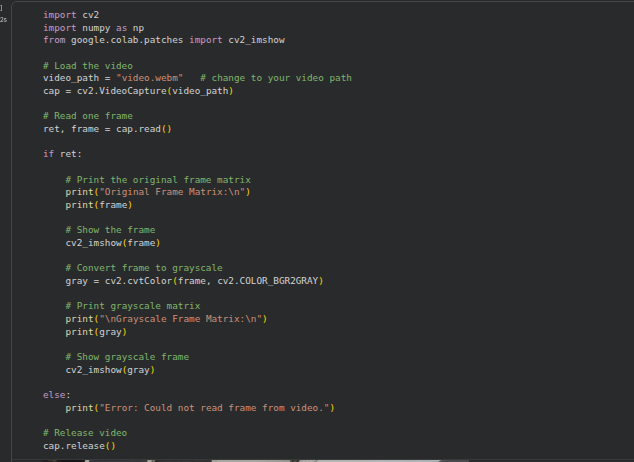 ]
2s
import cv2
import numpy as np
from google.colab.patches import cv2_imshow
# Load the video
video_path = "video.webm"   # change to your video path
cap = cv2.VideoCapture(video_path)
# Read one frame
ret, frame = cap.read()
if ret:
    # Print the original frame matrix
    print("Original Frame Matrix:\n")
    print(frame)
    # Show the frame
    cv2_imshow(frame)
    # Convert frame to grayscale
    gray = cv2.cvtColor(frame, cv2.COLOR_BGR2GRAY)
    # Print grayscale matrix
    print("\nGrayscale Frame Matrix:\n")
    print(gray)
    # Show grayscale frame
    cv2_imshow(gray)
else:
    print("Error: Could not read frame from video.")
# Release video
cap.release()